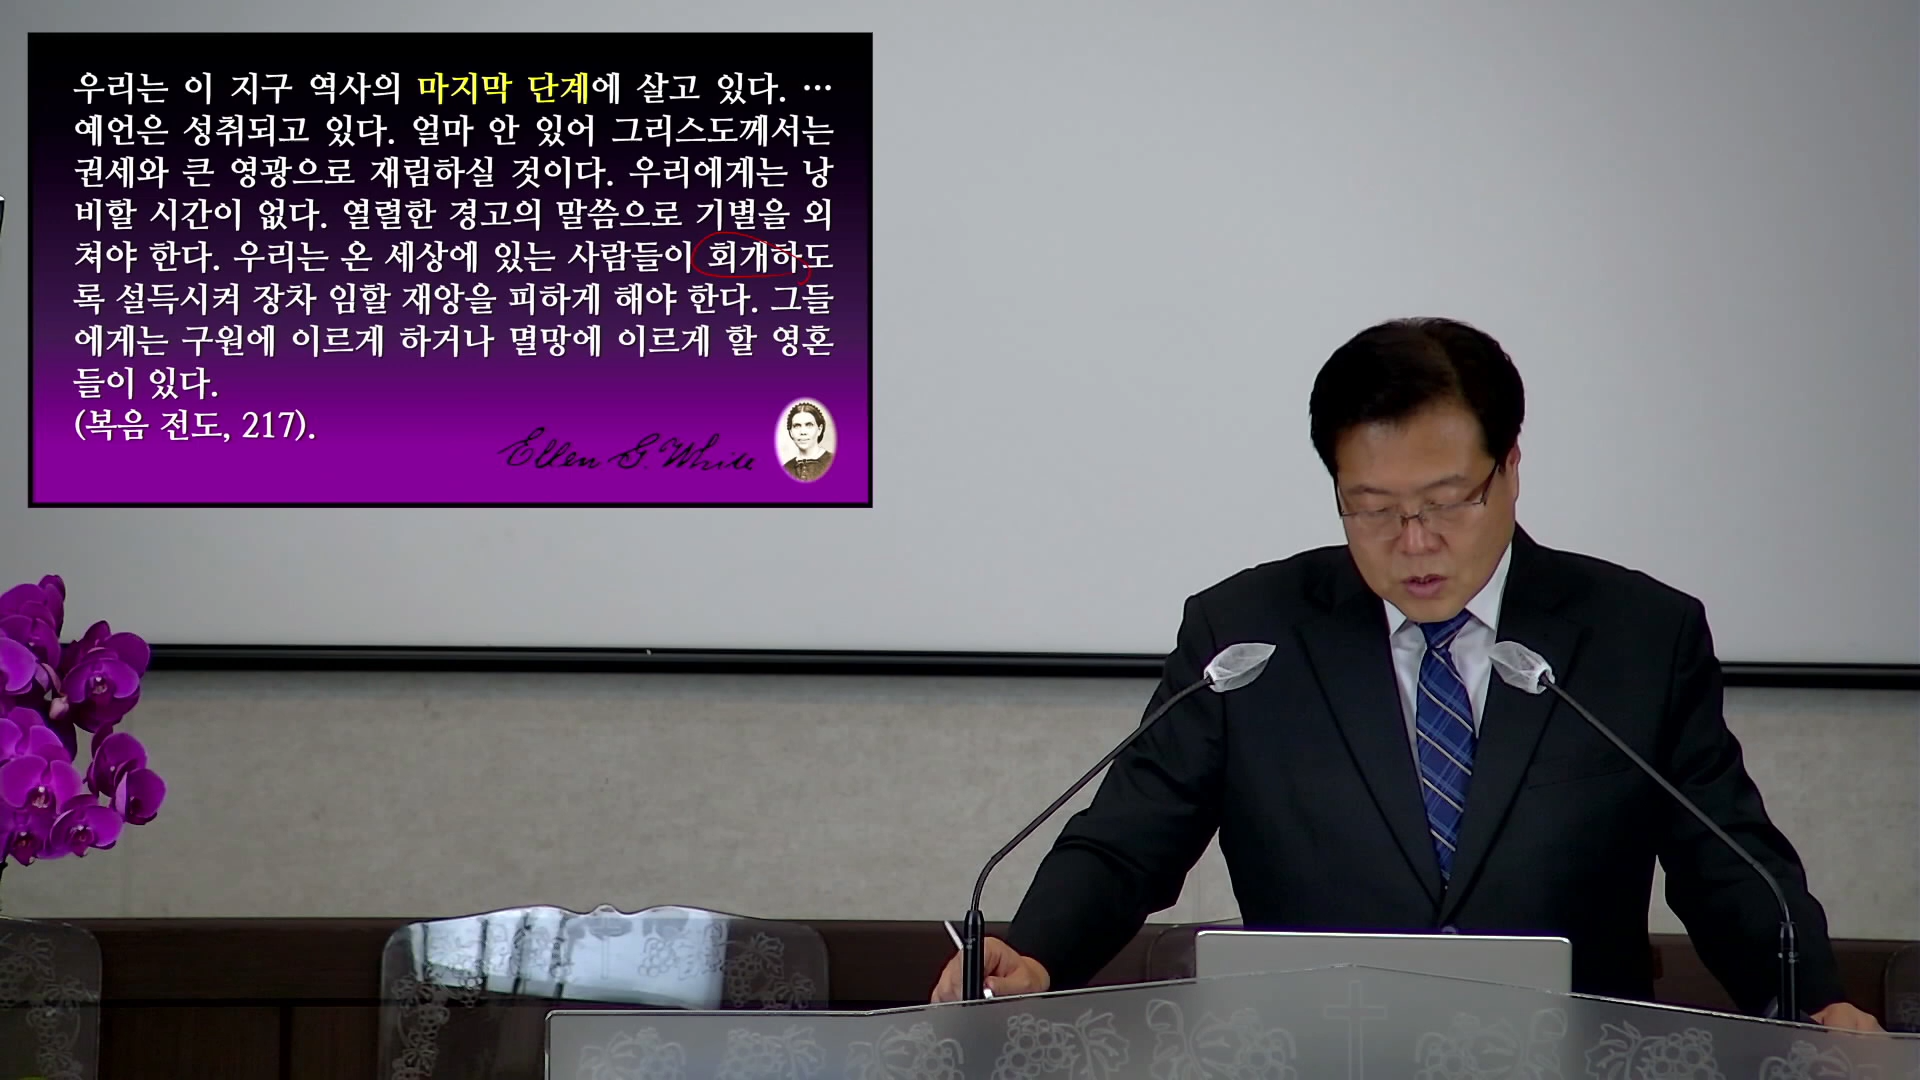 우리는 이 지구 역사의 마지막 단계에 살고 있다. …
예언은 성취되고 있다. 얼마 안 있어 그리스도께서는
권세와 큰 영광으로 재림하실 것이다. 우리에게는 낭
비할 시간이 없다. 열렬한 경고의 말씀으로 기별을 외
쳐야 한다. 우리는 온 세상에 있는 사람들이 회개하도
록 설득시켜 장차 임할 재앙을 피하게 해야 한다. 그들
에게는 구원에 이르게 하거나 멸망에 이르게 할 영혼
들이 있다.
(복음 전도, 217).
Ellen G. White